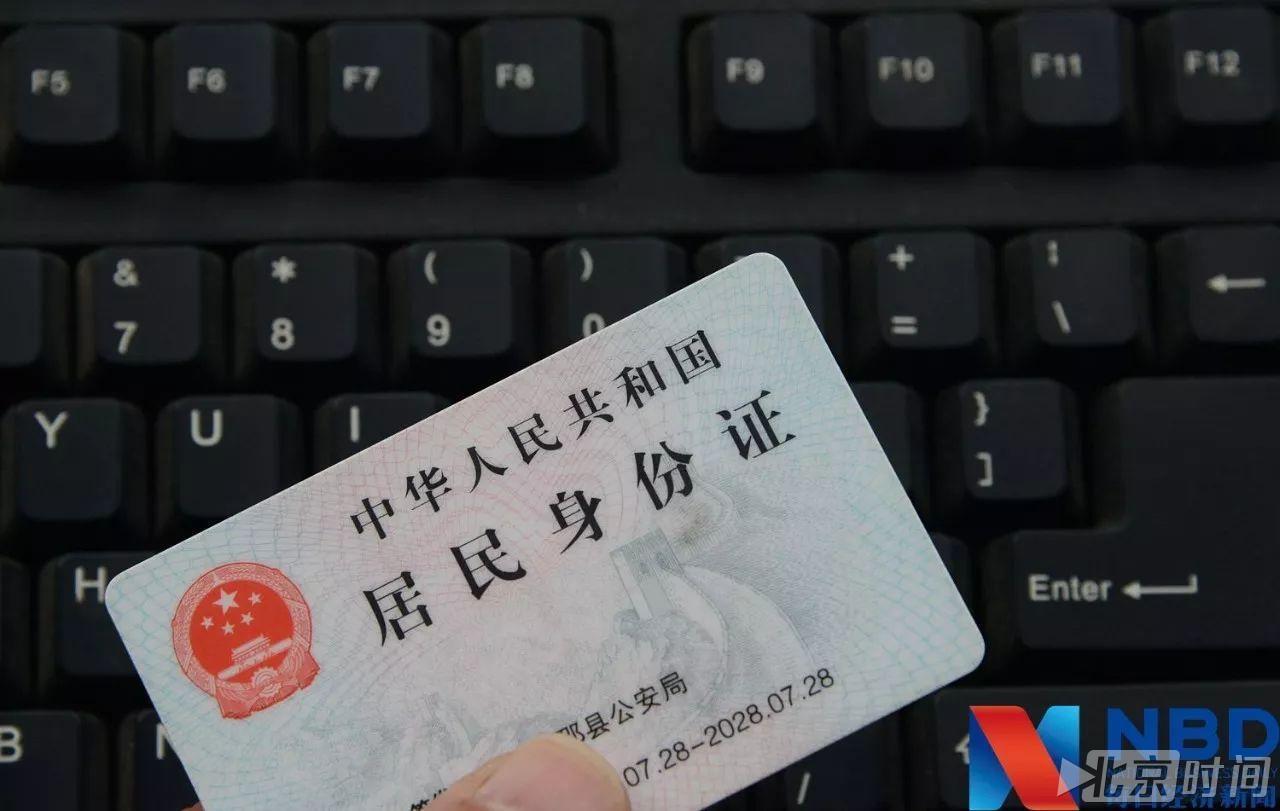 F5 F6 F7 F8 F9 F10 F11 F12
& * ( ) + |
7 8 9 0 = \
Y U I }
]
中华人民共和国
居民身份证
H
Enter
县公安局
07.28-2028.07.28
B
/
NBD
北京时间